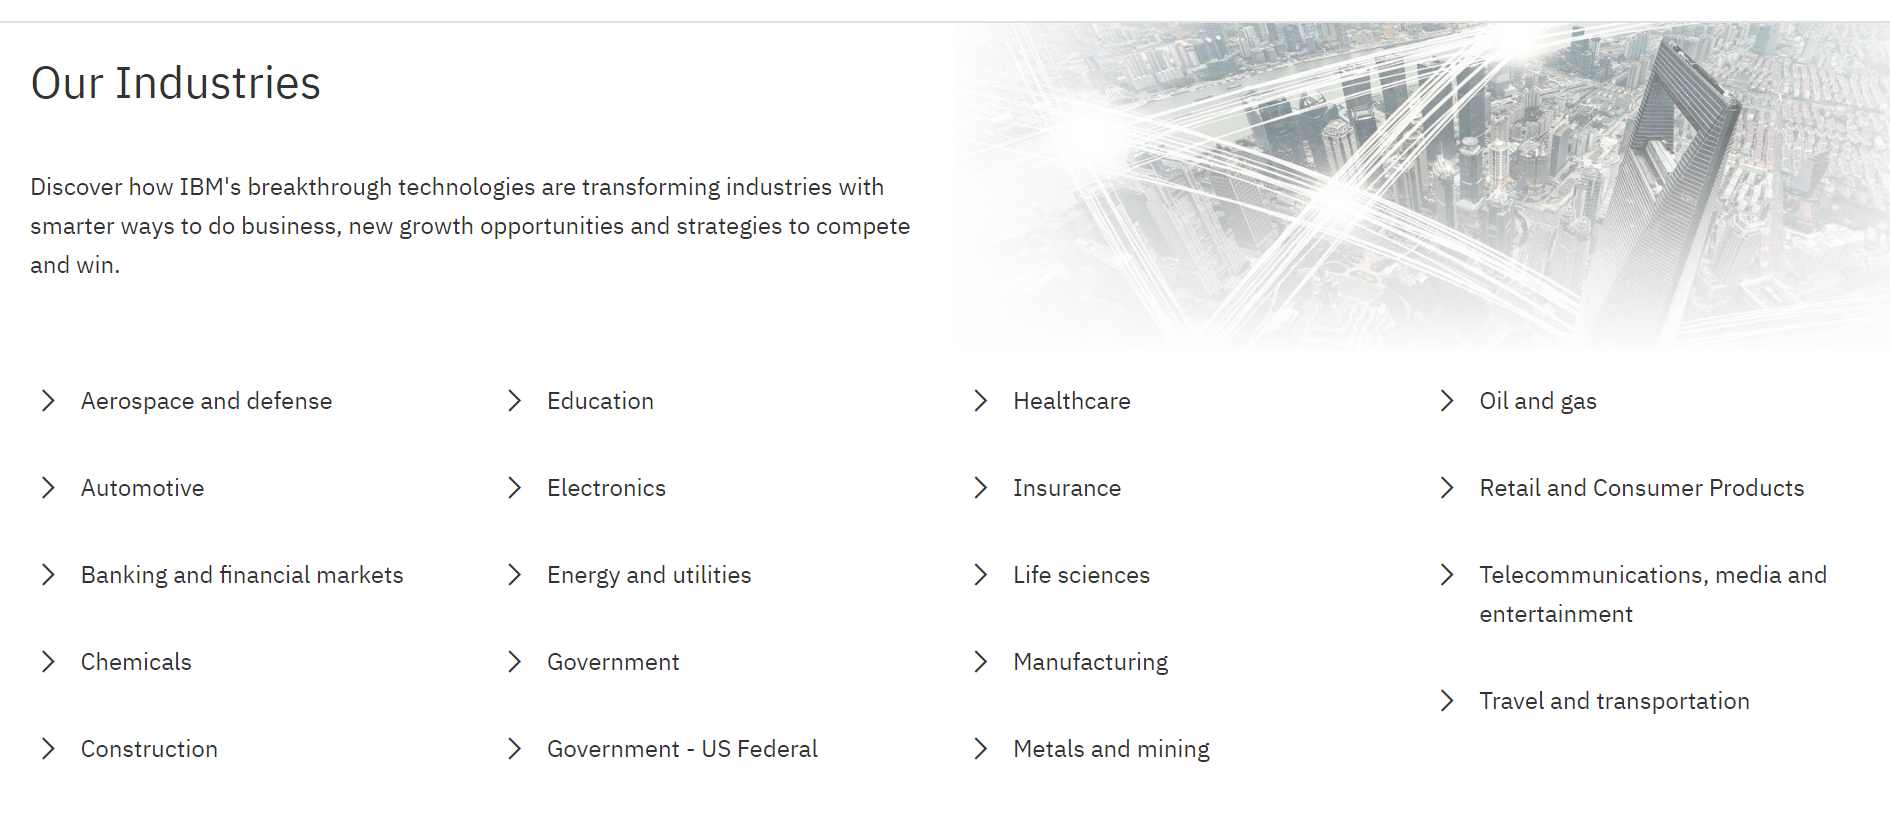 Our Industries
Discover how IBM's breakthrough technologies are transforming industries with
smarter ways to do business, new growth opportunities and strategies to compete
and win.
Aerospace and defense
Automotive
Banking and financial markets
Chemicals
Construction
Education
Electronics
Energy and utilities
Government
Government - US Federal
Healthcare
Insurance
Life sciences
Manufacturing
Metals and mining
Oil and gas
Retail and Consumer Products
Telecommunications, media and
entertainment
Travel and transportation